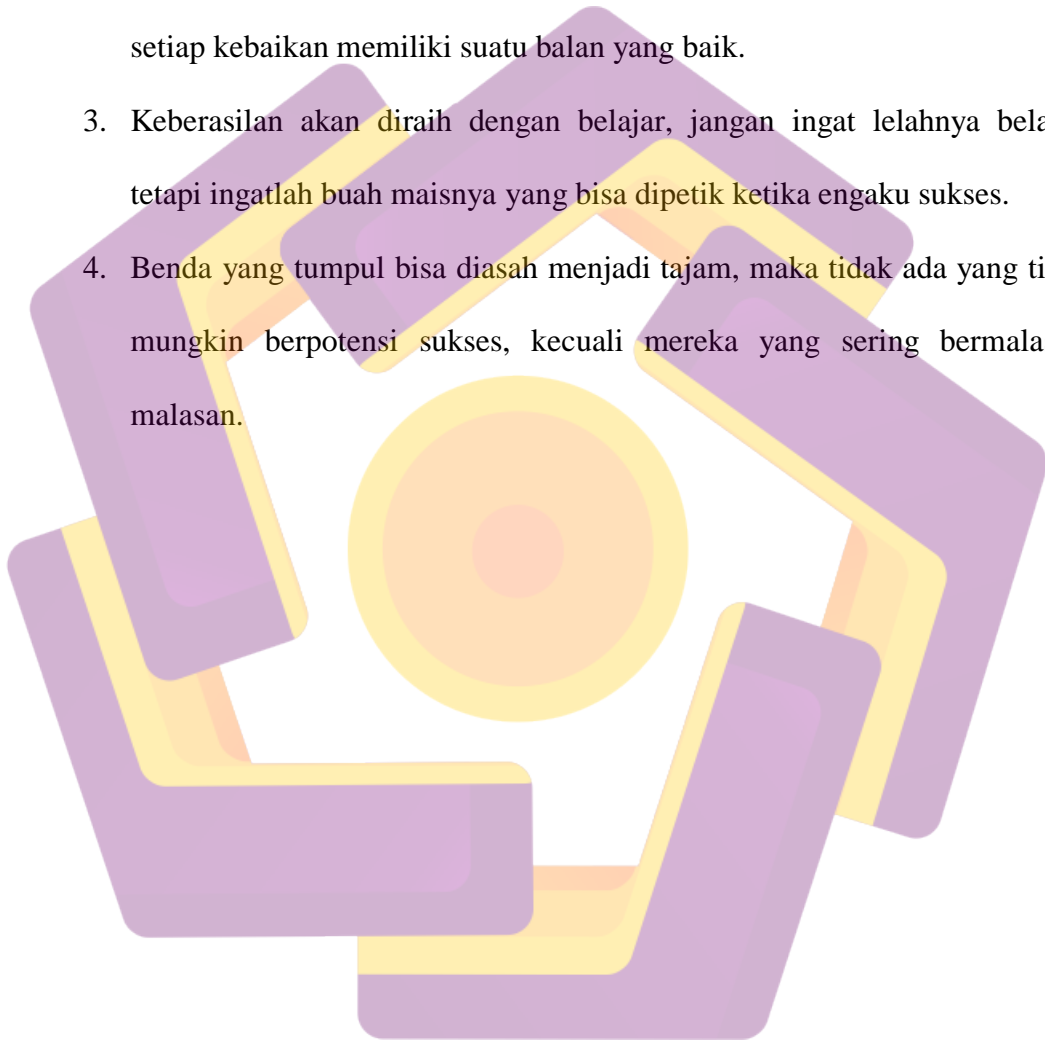 setiap kebaikan memiliki suatu balan yang baik.
3. Keberasilan akan diraih dengan belajar, jangan ingat lelahnya bela
tetapi ingatlah buah maisnya yang bisa dipetik ketika engaku sukses.
4. Benda yang tumpul bisa diasah menjadi tajam, maka tidak ada yang ti
mungkin berpotensi sukses, kecuali mereka yang sering bermala
malasan.